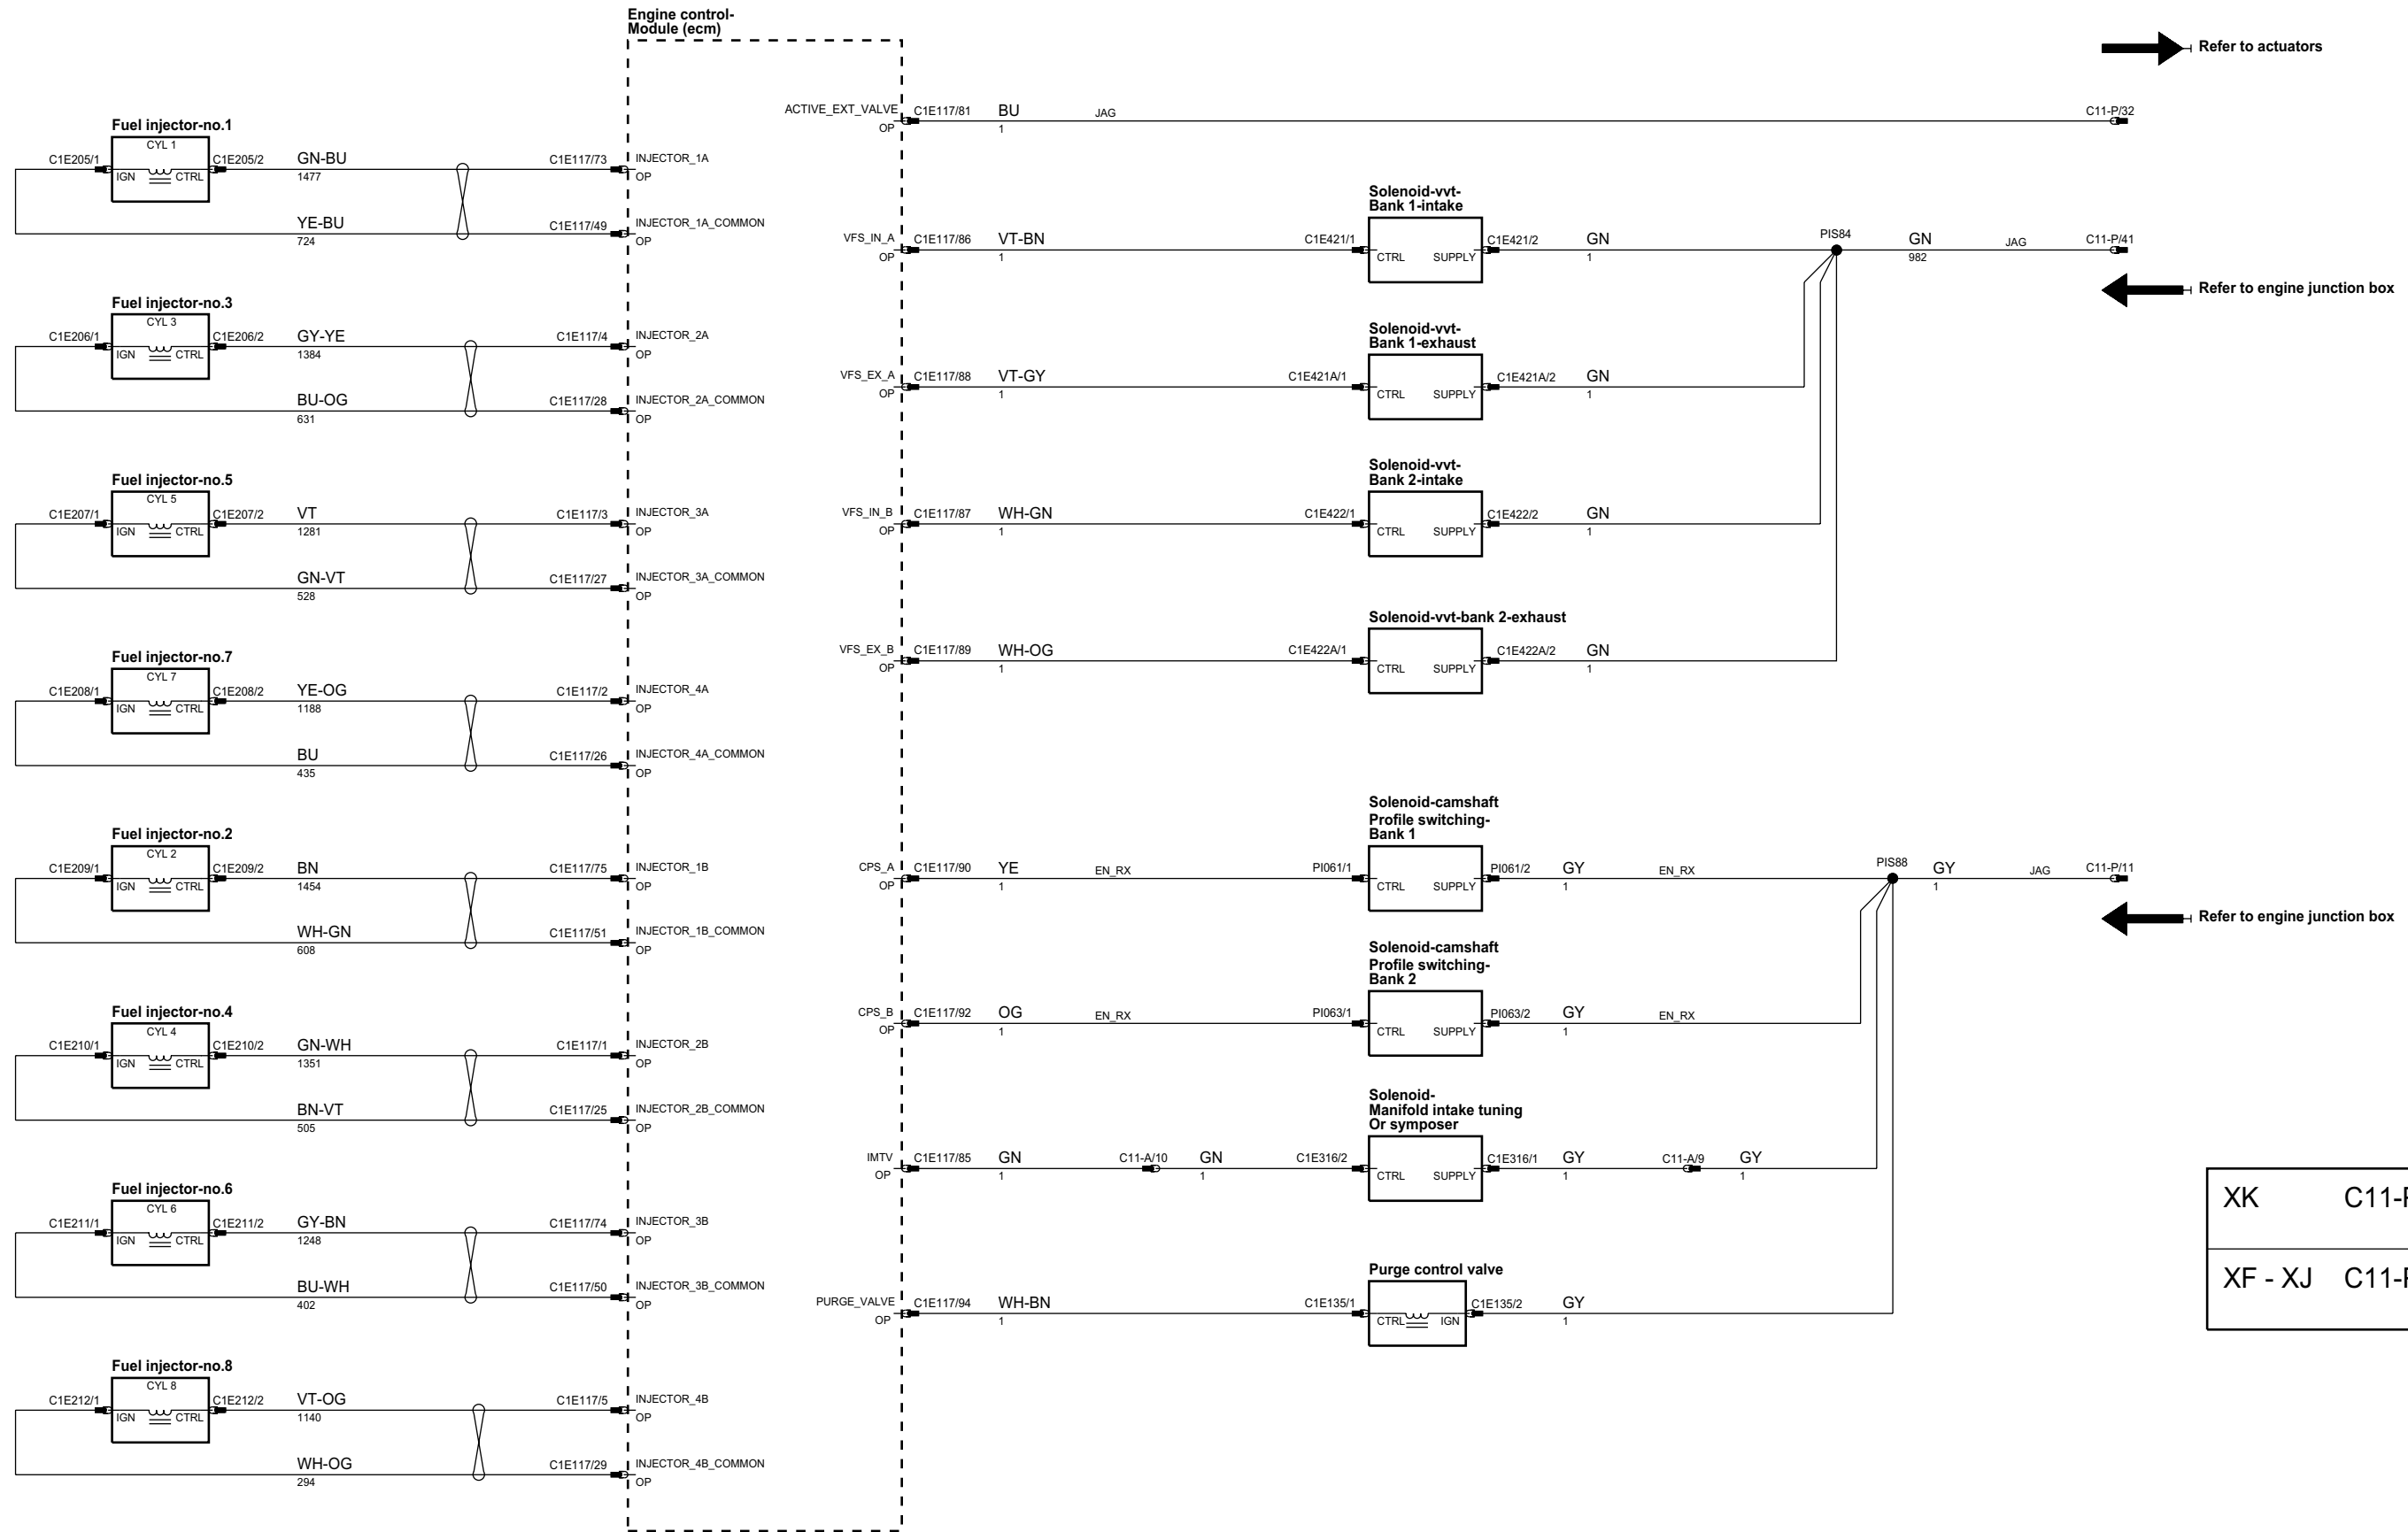 Engine control-
Module (ecm)
Refer to actuators
ACTIVE_EXT_VALVE
OP
C1E117/81
BU
1
JAG
C11-P/32
Fuel injector-no.1
CYL 1
C1E205/1
IGN
CTRL
C1E205/2
GN-BU
1477
C1E117/73
INJECTOR_1A
OP
YE-BU
724
C1E117/49
INJECTOR_1A_COMMON
OP
Solenoid-vvt-
Bank 1-intake
VFS_IN_A
OP
C1E117/86
VT-BN
1
C1E421/1
CTRL
SUPPLY
C1E421/2
GN
1
PIS84
GN
982
JAG
C11-P/41
Refer to engine junction box
Fuel injector-no.3
CYL 3
C1E206/1
IGN
CTRL
C1E206/2
GY-YE
1384
C1E117/4
INJECTOR_2A
OP
BU-OG
631
C1E117/28
INJECTOR_2A_COMMON
OP
Solenoid-vvt-
Bank 1-exhaust
VFS_EX_A
OP
C1E117/88
VT-GY
1
C1E421A/1
CTRL
SUPPLY
C1E421A/2
GN
1
Fuel injector-no.5
CYL 5
C1E207/1
IGN
CTRL
C1E207/2
VT
1281
C1E117/3
INJECTOR_3A
OP
GN-VT
528
C1E117/27
INJECTOR_3A_COMMON
OP
Solenoid-vvt-
Bank 2-intake
VFS_IN_B
OP
C1E117/87
WH-GN
1
C1E422/1
CTRL
SUPPLY
C1E422/2
GN
1
Fuel injector-no.7
CYL 7
C1E208/1
IGN
CTRL
C1E208/2
YE-OG
1188
C1E117/2
INJECTOR_4A
OP
BU
435
C1E117/26
INJECTOR_4A_COMMON
OP
Solenoid-vvt-bank 2-exhaust
VFS_EX_B
OP
C1E117/89
WH-OG
1
C1E422A/1
CTRL
SUPPLY
C1E422A/2
GN
1
Fuel injector-no.2
CYL 2
C1E209/1
IGN
CTRL
C1E209/2
BN
1454
C1E117/75
INJECTOR_1B
OP
WH-GN
608
C1E117/51
INJECTOR_1B_COMMON
OP
Solenoid-camshaft
Profile switching-
Bank 1
CPS_A
OP
C1E117/90
YE
1
EN_RX
PI061/1
CTRL
SUPPLY
PI061/2
GY
1
EN_RX
PIS88
GY
1
JAG
C11-P/11
Refer to engine junction box
Fuel injector-no.4
CYL 4
C1E210/1
IGN
CTRL
C1E210/2
GN-WH
1351
C1E117/1
INJECTOR_2B
OP
BN-VT
505
C1E117/25
INJECTOR_2B_COMMON
OP
Solenoid-camshaft
Profile switching-
Bank 2
CPS_B
OP
C1E117/92
OG
1
EN_RX
PI063/1
CTRL
SUPPLY
PI063/2
GY
1
EN_RX
Solenoid-
Manifold intake tuning
Or symposer
IMTV
OP
C1E117/85
GN
1
C11-A/10
GN
1
C1E316/2
CTRL
SUPPLY
C1E316/1
GY
1
C11-A/9
GY
1
Fuel injector-no.6
CYL 6
C1E211/1
IGN
CTRL
C1E211/2
GY-BN
1248
C1E117/74
INJECTOR_3B
OP
BU-WH
402
C1E117/50
INJECTOR_3B_COMMON
OP
Purge control valve
PURGE_VALVE
OP
C1E117/94
WH-BN
1
C1E135/1
CTRL
IGN
C1E135/2
GY
1
Fuel injector-no.8
CYL 8
C1E212/1
IGN
CTRL
C1E212/2
VT-OG
1140
C1E117/5
INJECTOR_4B
OP
WH-OG
294
C1E117/29
INJECTOR_4B_COMMON
OP
XK C11-
XF - XJ C11-